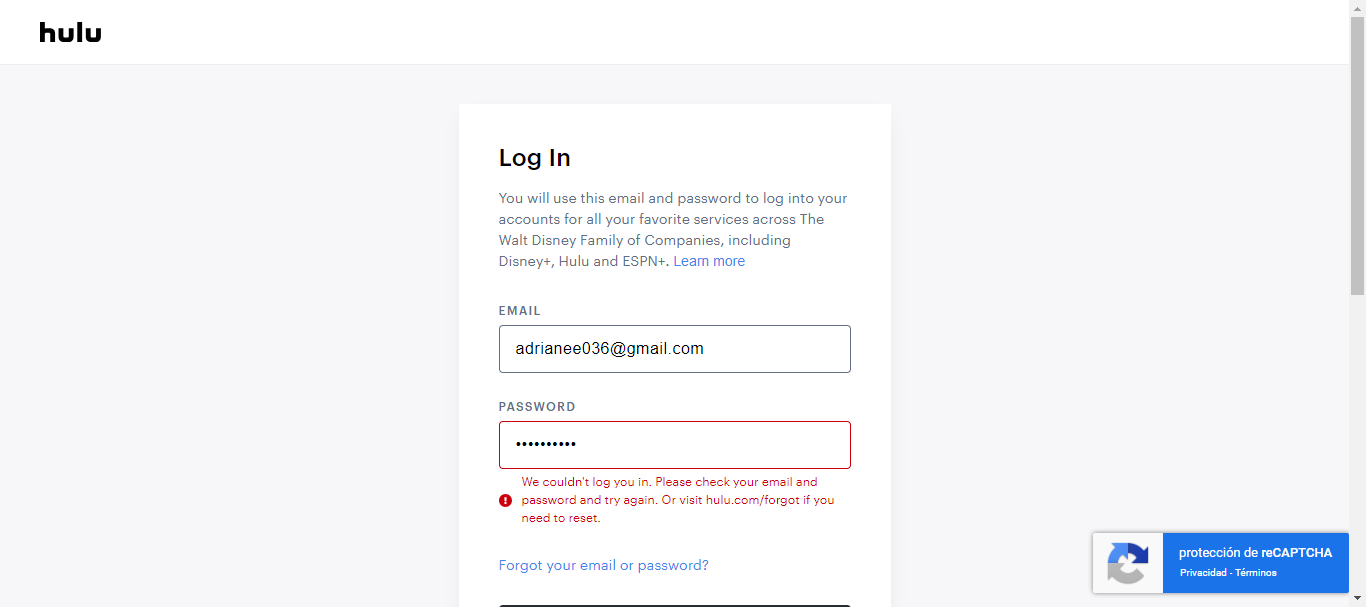 hulu
Log In
You will use this email and password to log into your
accounts for all your favorite services across The
Walt Disney Family of Companies, including
Disney+, Hulu and ESPN+. Learn more
EMAIL
adrianee036@gmail.com
PASSWORD
••••••••••
We couldn't log you in. Please check your email and
password and try again. Or visit hulu.com/forgot if you
need to reset.
Forgot your email or password?
protección de reCAPTCHA
Privacidad - Términos